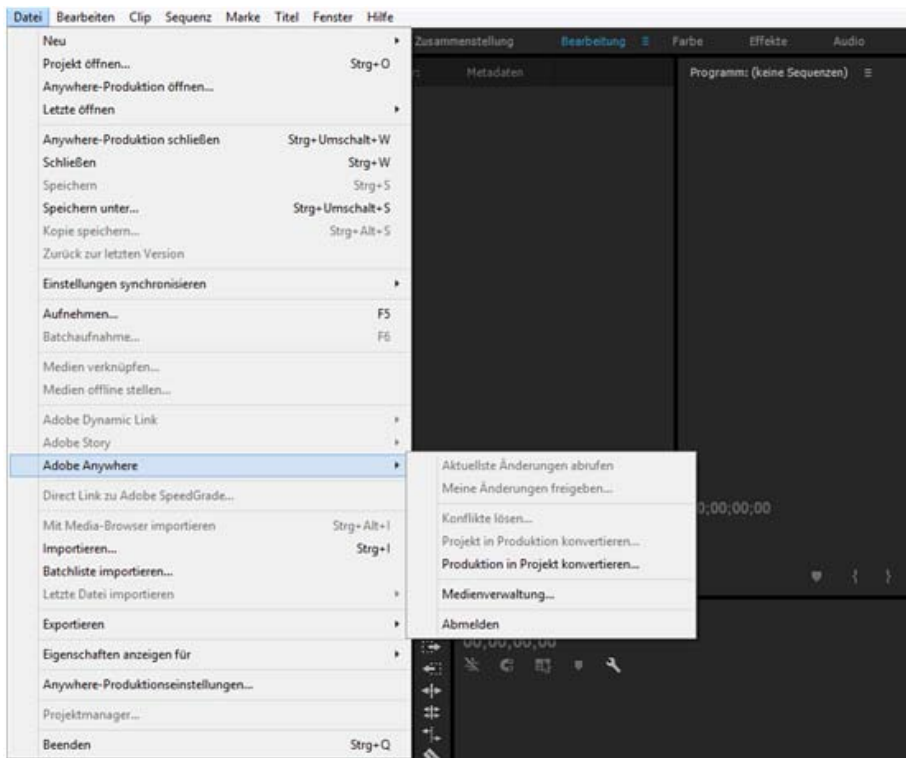 Datei Bearbeiten Clip Sequenz Marke Titel Fenster Hilfe
Zusammenstellung Bearbeitung Farbe Effekte Audio
Metadaten
Programm: (keine Sequenzen)
Neu
Projekt öffnen... Strg+O
Anywhere-Produktion öffnen...
Letzte öffnen
Anywhere-Produktion schließen Strg+Umschalt+W
Schließen Strg+W
Speichern Strg+S
Speichern unter... Strg+Umschalt+S
Kopie speichern... Strg+Alt+S
Zurück zur letzten Version
Einstellungen synchronisieren
Aufnehmen... F5
Batchaufnahme... F6
Medien verknüpfen...
Medien offline stellen...
Adobe Dynamic Link
Adobe Story
Adobe Anywhere
Direct Link zu Adobe SpeedGrade...
Mit Media-Browser importieren Strg+Alt+I
Importieren... Strg+I
Batchliste importieren...
Letzte Datei importieren
Exportieren
Eigenschaften anzeigen für
Anywhere-Produktionseinstellungen...
Projektmanager...
Beenden Strg+Q
Aktuellste Änderungen abrufen
Meine Änderungen freigeben...
Konflikte lösen...
Projekt in Produktion konvertieren...
Produktion in Projekt konvertieren...
Medienverwaltung...
Abmelden
;00;00;00
00;00;00;00